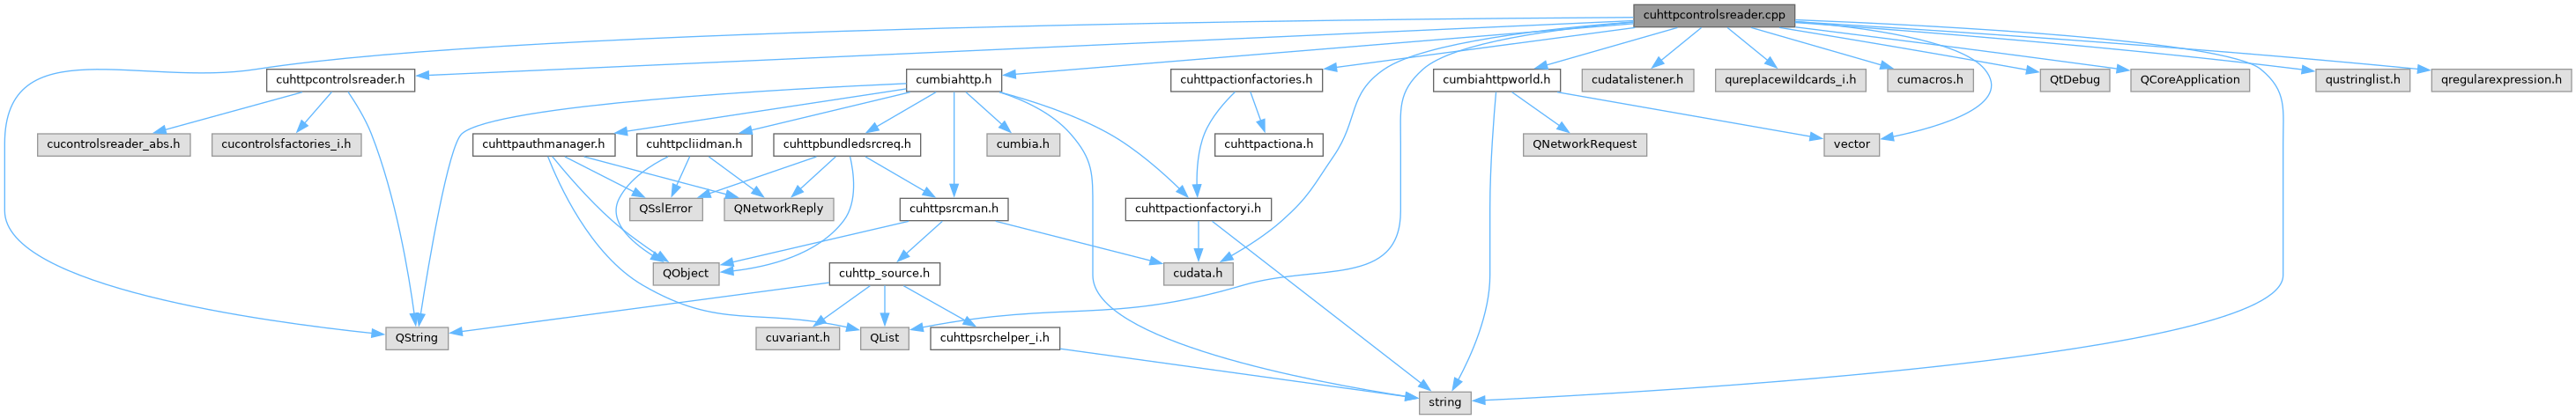 cuhttpcontrolsreader.cpp
cuhttpcontrolsreader.h
cumbiahttp.h
cuhttpactionfactories.h
cumbiahttpworld.h
cudatalistener.h
qureplacewildcards_i.h
cumacros.h
QtDebug
QCoreApplication
qustringlist.h
qregularexpression.h
cucontrolsreader_abs.h
cucontrolsfactories_i.h
cuhttpauthmanager.h
cuhttpcliidman.h
cuhttpbundledsrcreq.h
cumbia.h
cuhttpactiona.h
QNetworkRequest
vector
QSslError
QNetworkReply
cuhttpsrcman.h
cuhttpactionfactoryi.h
QObject
cuhttp_source.h
cudata.h
QString
cuvariant.h
QList
cuhttpsrchelper_i.h
string